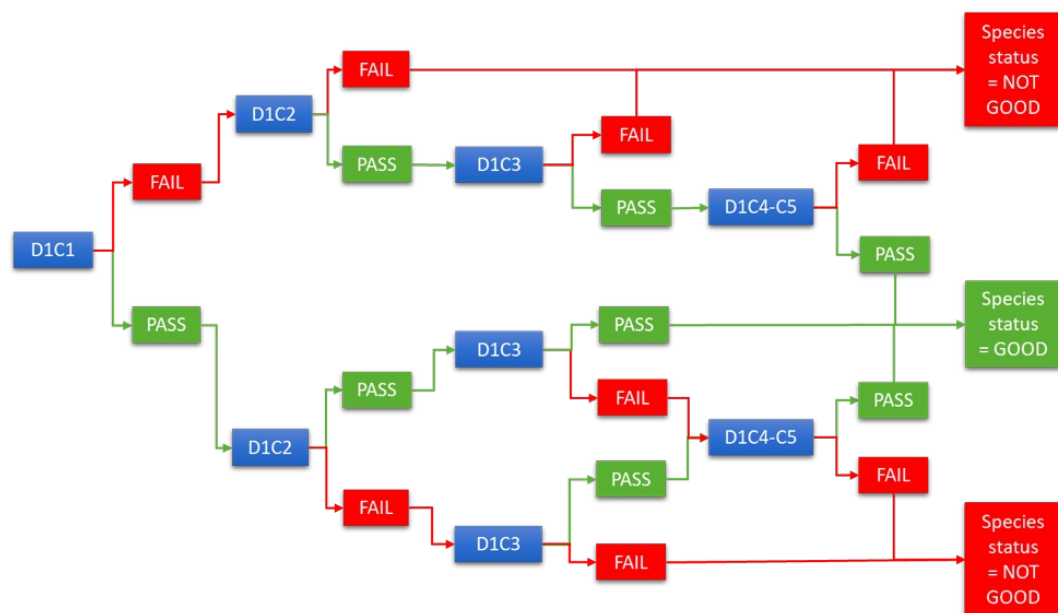 FAIL
Species
status
= NOT
GOOD
D1C2
FAIL
FAIL
PASS
D1C3
FAIL
PASS
D1C4-C5
D1C1
PASS
PASS
D1C3
PASS
Species
status
= GOOD
PASS
FAIL
PASS
D1C2
D1C4-C5
PASS
FAIL
FAIL
D1C3
FAIL
Species
status
= NOT
GOOD